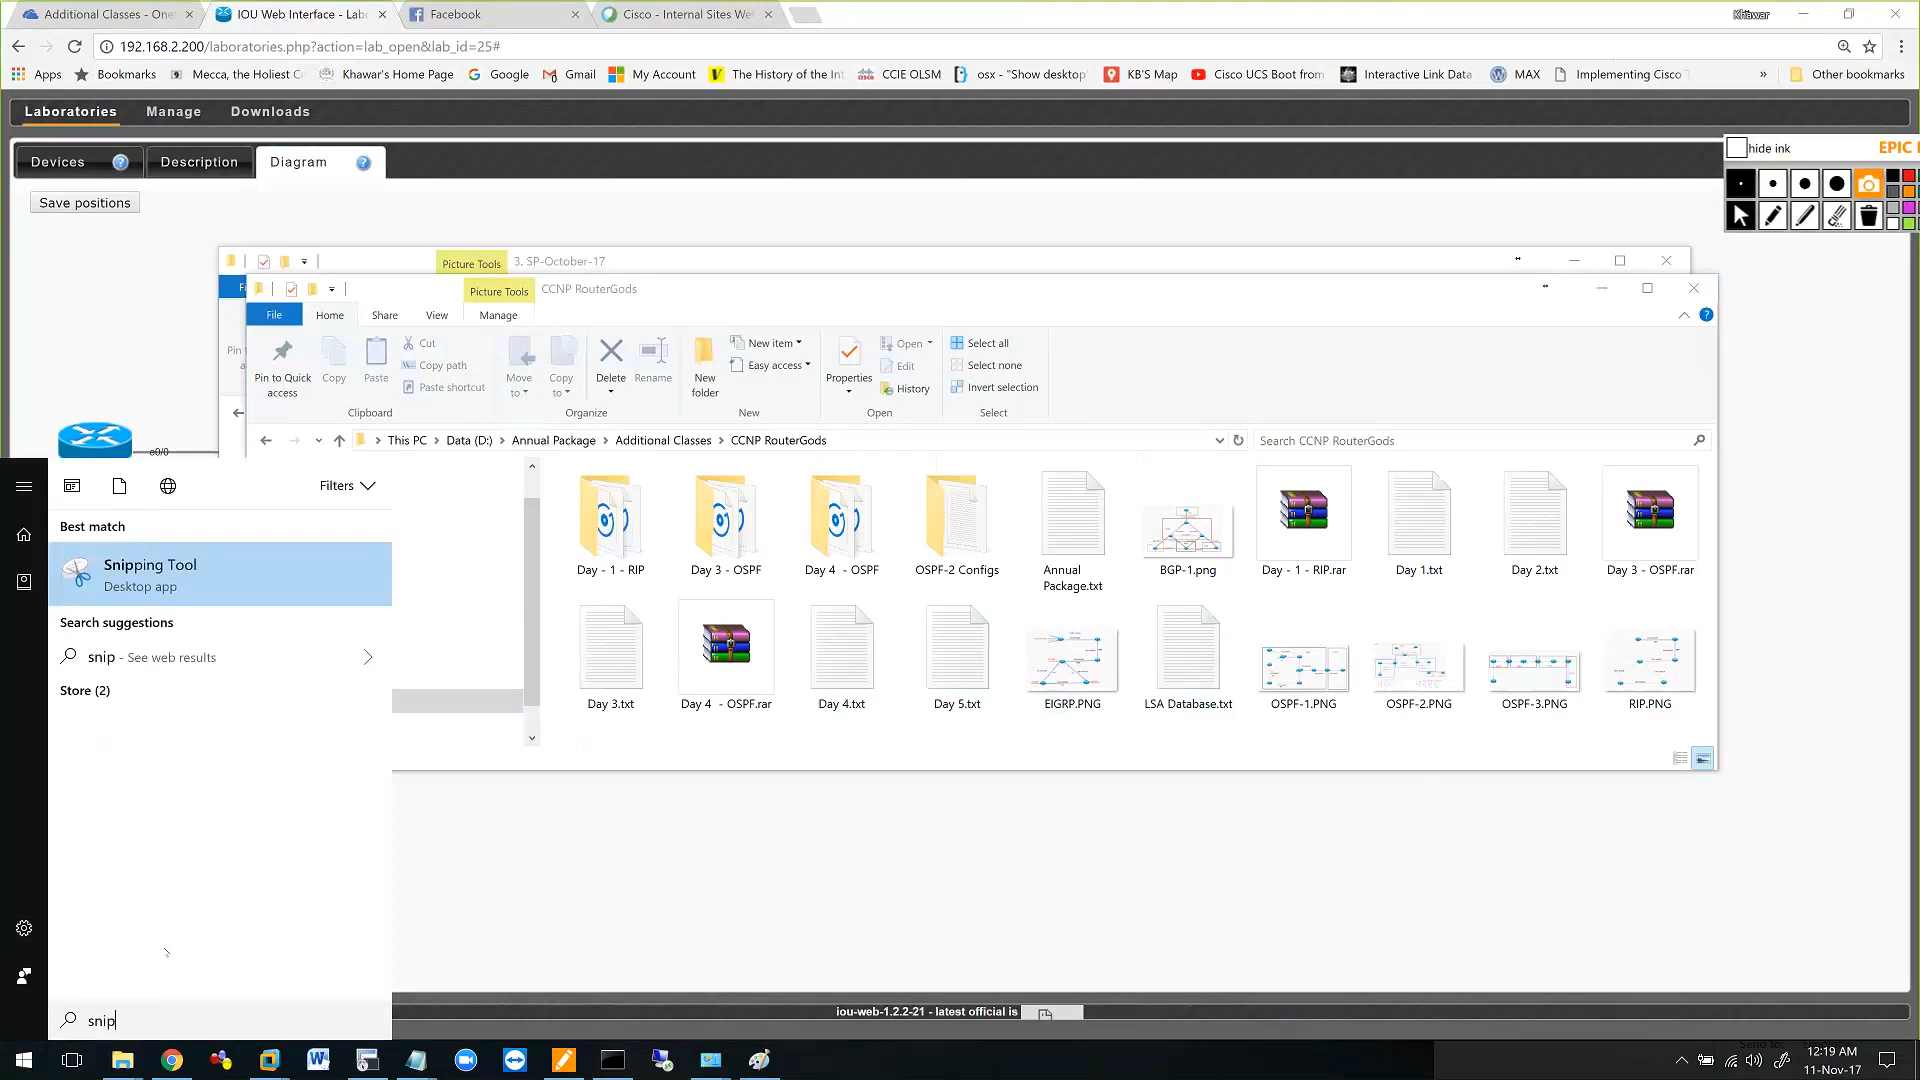 Additional Classes - One
IOU Web Interface - Lab
Facebook
Cisco - Internal Sites We
Khawar
192.168.2.200/laboratories.php?action=lab_open&lab_id=25#
Apps
Bookmarks
Mecca, the Holiest Ci
Khawar's Home Page
Google
Gmail
My Account
The History of the Int
CCIE OLSM
osx - "Show desktop"
KB'S Map
Cisco UCS Boot from
Interactive Link Data
MAX
Implementing Cisco
»
Other bookmarks
Laboratories
Manage
Downloads
Devices
Description
Diagram
hide ink
EPIC
Save positions
Picture Tools
3. SP-October-17
Picture Tools
CCNP RouterGods
File
Home
Share
View
Manage
Pin to Quick access
Copy
Paste
Cut
Copy path
Paste shortcut
Clipboard
Move to
Copy to
Delete
Rename
Organize
New folder
New item
Easy access
New
Properties
Open
Edit
History
Open
Select all
Select none
Invert selection
Select
This PC > Data (D:) > Annual Package > Additional Classes > CCNP RouterGods
Search CCNP RouterGods
e0/0
Filters
Best match
Snipping Tool
Desktop app
Search suggestions
snip - See web results
Store (2)
Day - 1 - RIP
Day 3 - OSPF
Day 4 - OSPF
OSPF-2 Configs
Annual Package.txt
BGP-1.png
Day - 1 - RIP.rar
Day 1.txt
Day 2.txt
Day 3 - OSPF.rar
Day 3.txt
Day 4 - OSPF.rar
Day 4.txt
Day 5.txt
EIGRP.PNG
LSA Database.txt
OSPF-1.PNG
OSPF-2.PNG
OSPF-3.PNG
RIP.PNG
iou-web-1.2.2-21 - latest official is
snip
12:19 AM
11-Nov-17